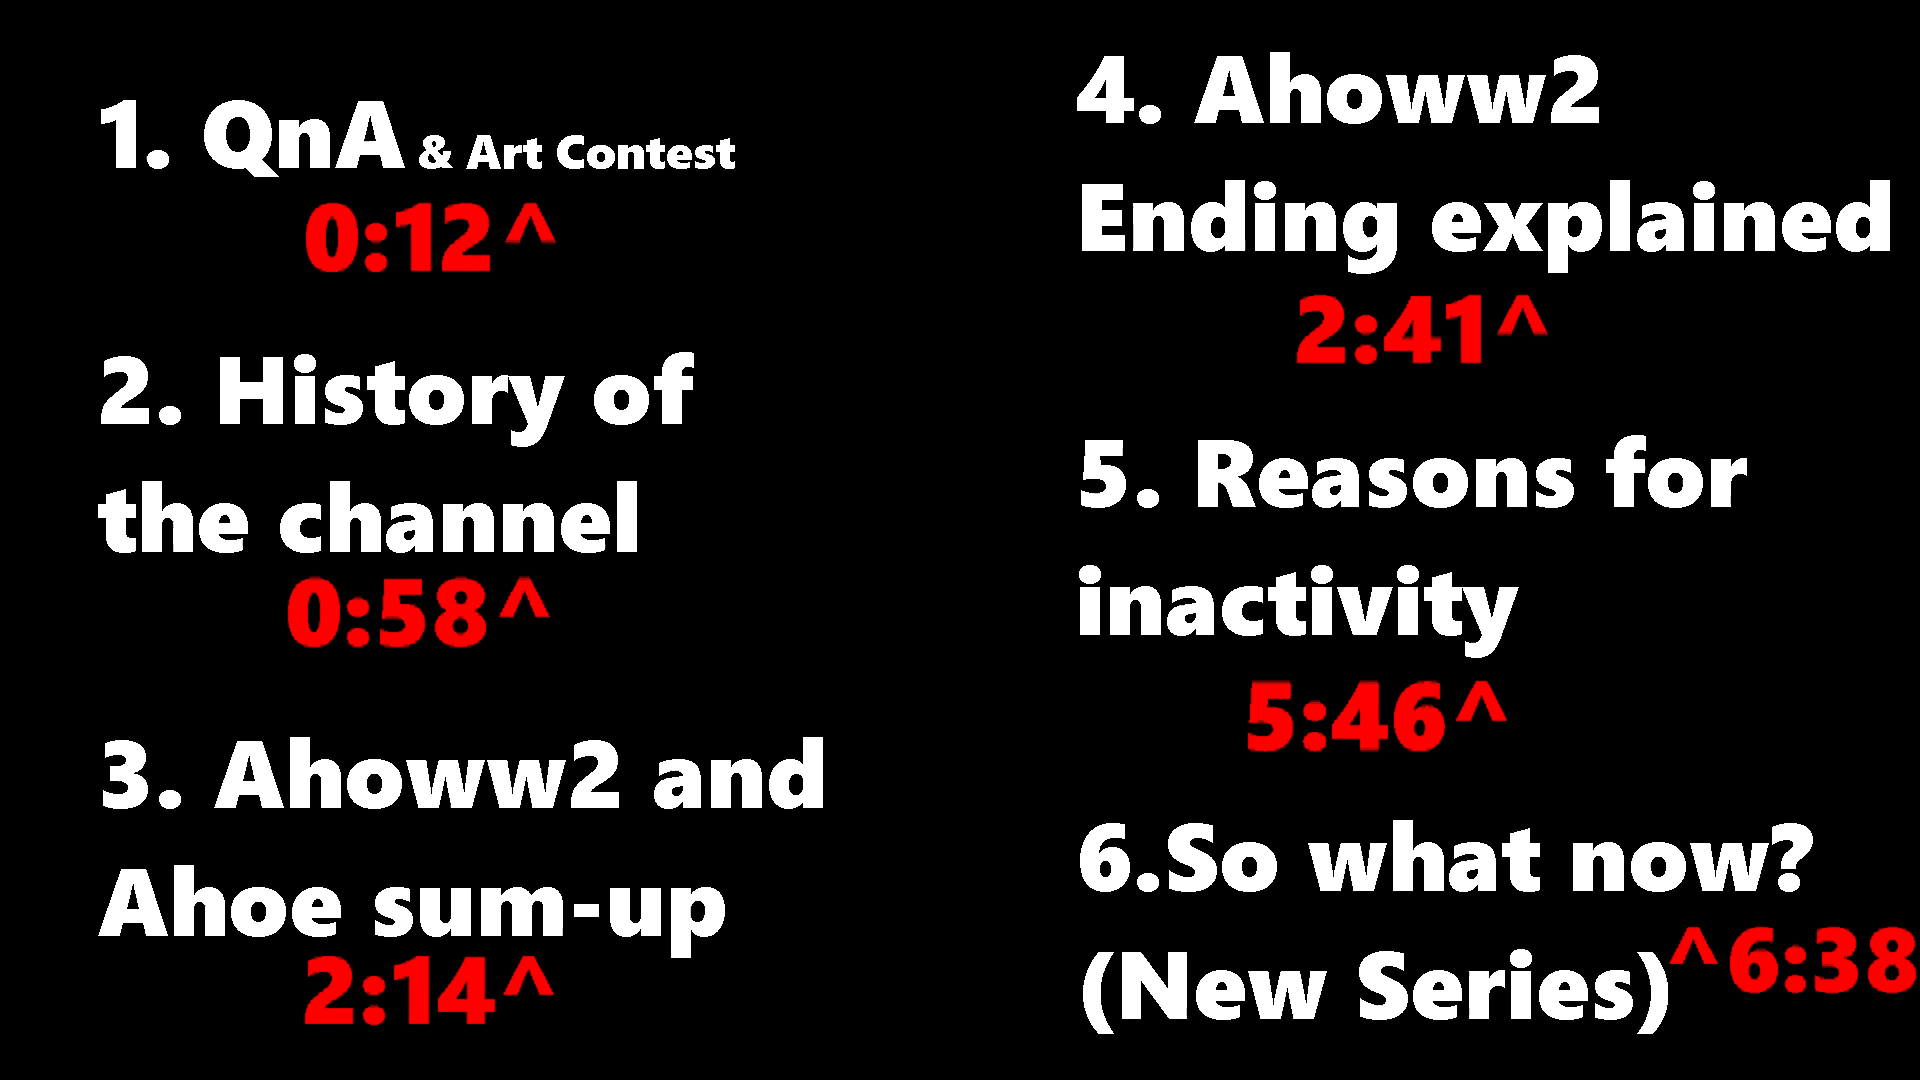 1. QnA & Art Contest
0:12^
2. History of
the channel
0:58^
3. Ahoww2 and
Ahoe sum-up
2:14^
4. Ahoww2
Ending explained
2:41^
5. Reasons for
inactivity
5:46^
6.So what now?
(New Series)^6:38